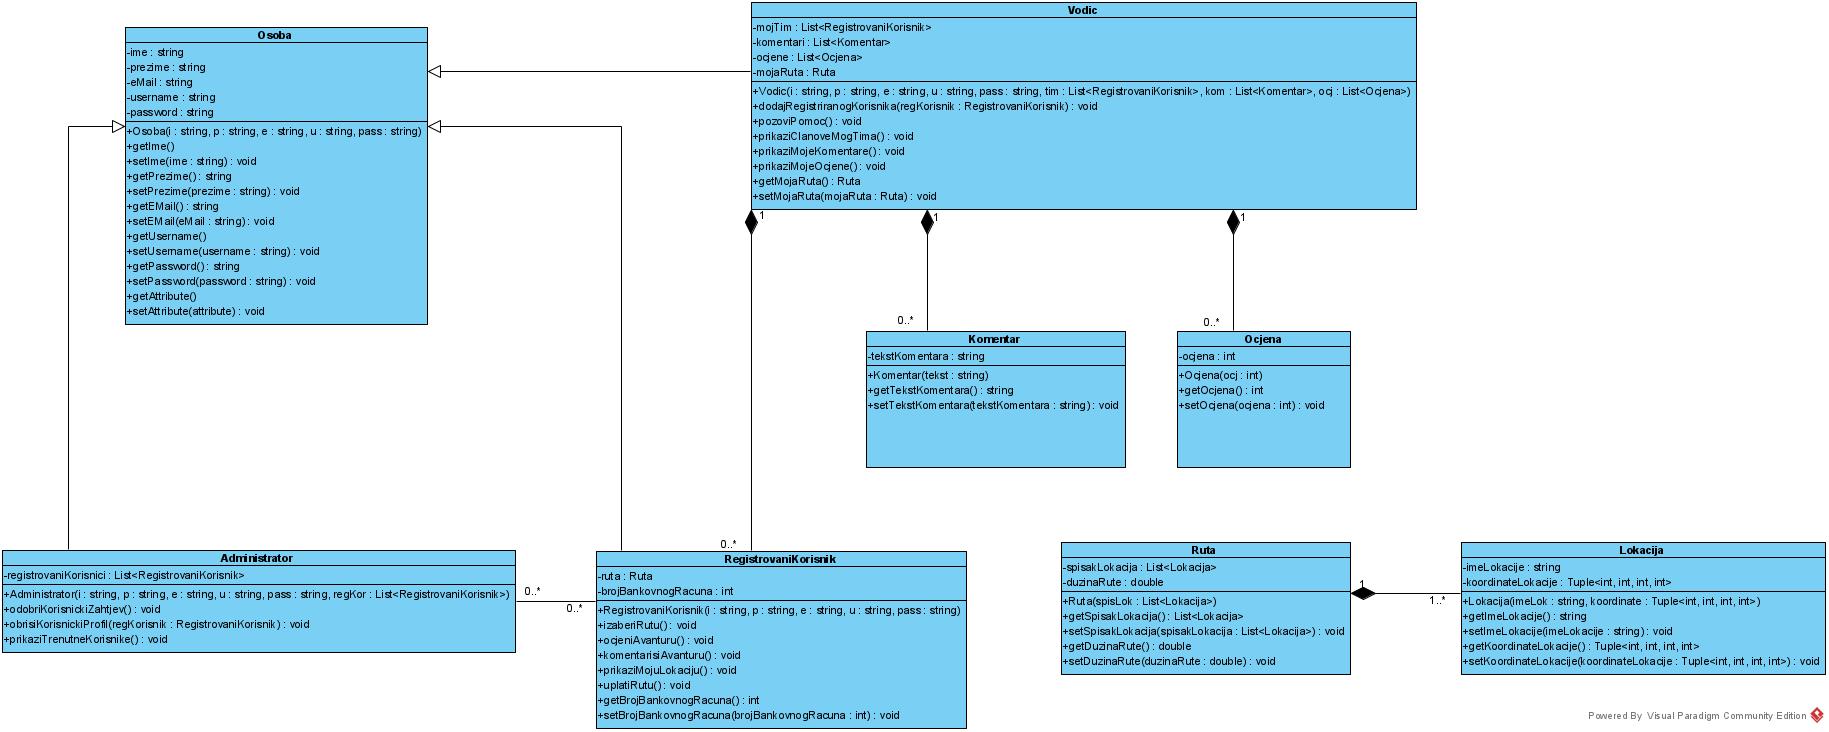 Osoba
-ime : string
-prezime : string
-eMail : string
-username : string
-password : string
+Osoba(i : string, p : string, e : string, u : string, pass : string)
+getIme()
+setIme(ime : string) : void
+getPrezime() : string
+setPrezime(prezime : string) : void
+getEMail() : string
+setEMail(eMail : string) : void
+getUsername()
+setUsername(username : string) : void
+getPassword() : string
+setPassword(password : string) : void
+getAttribute()
+setAttribute(attribute) : void
Vodic
-mojTim : List<RegistrovaniKorisnik>
-komentari : List<Komentar>
-ocjene : List<Ocjena>
-mojaRuta : Ruta
+Vodic(i : string, p : string, e : string, u : string, pass : string, tim : List<RegistrovaniKorisnik>, kom : List<Komentar>, ocj : List<Ocjena>)
+dodajRegistriranogKorisnika(regKorisnik : RegistrovaniKorisnik) : void
+pozoviPomoc() : void
+prikaziClanoveMogTima() : void
+prikaziMojeKomentare() : void
+prikaziMojeOcjene() : void
+getMojaRuta() : Ruta
+setMojaRuta(mojaRuta : Ruta) : void
1
1
1
0..*
0..*
0..*
Komentar
-tekstKomentara : string
+Komentar(tekst : string)
+getTekstKomentara() : string
+setTekstKomentara(tekstKomentara : string) : void
Ocjena
-ocjena : int
+Ocjena(ocj : int)
+getOcjena() : int
+setOcjena(ocjena : int) : void
Administrator
-registrovaniKorisnici : List<RegistrovaniKorisnik>
+Administrator(i : string, p : string, e : string, u : string, pass : string, regKor : List<RegistrovaniKorisnik>)
+odobriKorisnickiZahtjev() : void
+obrisiKorisnickiProfil(regKorisnik : RegistrovaniKorisnik) : void
+prikaziTrenutneKorisnike() : void
0..*
0..*
RegistrovaniKorisnik
-ruta : Ruta
-brojBankovnogRacuna : int
+RegistrovaniKorisnik(i : string, p : string, e : string, u : string, pass : string)
+izaberiRutu() : void
+ocjeniAvanturu() : void
+komentarisiAvanturu() : void
+prikaziMojuLokaciju() : void
+uplatiRutu() : void
+getBrojBankovnogRacuna() : int
+setBrojBankovnogRacuna(brojBankovnogRacuna : int) : void
Ruta
-spisakLokacija : List<Lokacija>
-duzinaRute : double
+Ruta(spisLok : List<Lokacija>)
+getSpisakLokacija() : List<Lokacija>
+setSpisakLokacija(spisakLokacija : List<Lokacija>) : void
+getDuzinaRute() : double
+setDuzinaRute(duzinaRute : double) : void
1
1..*
Lokacija
-imeLokacije : string
-koordinateLokacije : Tuple<int, int, int, int>
+Lokacija(imeLok : string, koordinate : Tuple<int, int, int, int>)
+getImeLokacije() : string
+setImeLokacije(imeLokacije : string) : void
+getKoordinateLokacije() : Tuple<int, int, int, int>
+setKoordinateLokacije(koordinateLokacije : Tuple<int, int, int, int>) : void
Powered By Visual Paradigm Community Edition